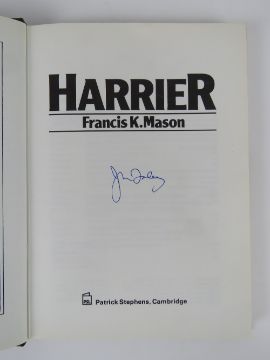 HARRIER
Francis K. Mason
Patrick Stephens, Cambridge